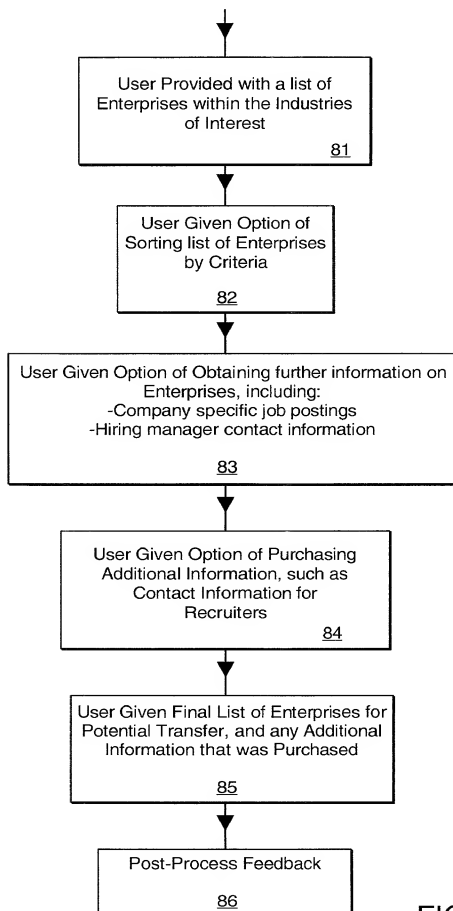 User Provided with a list of
Enterprises within the Industries
of Interest
81
User Given Option of
Sorting list of Enterprises
by Criteria
82
User Given Option of Obtaining further information on
Enterprises, including:
-Company specific job postings
-Hiring manager contact information
83
User Given Option of Purchasing
Additional Information, such as
Contact Information for
Recruiters
84
User Given Final List of Enterprises for
Potential Transfer, and any Additional
Information that was Purchased
85
Post-Process Feedback
86